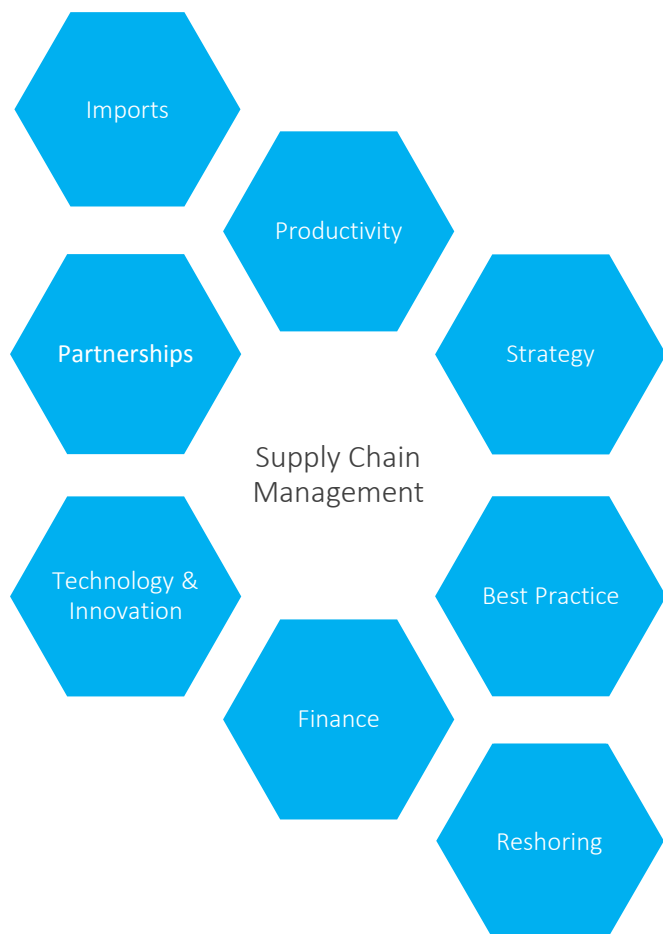 Imports
Productivity
Partnerships
Strategy
Supply Chain
Management
Technology &
Innovation
Best Practice
Finance
Reshoring